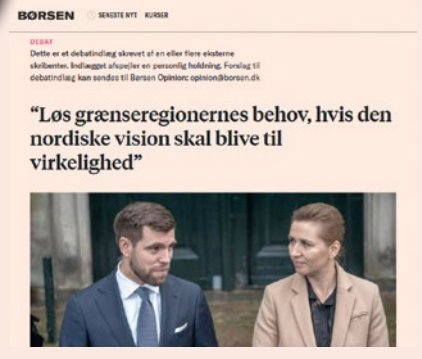 BØRSEN SENESTE NYT KURSER
DEBAT
Dette er et debatindlæg skrevet af en eller flere eksterne
skribenter. Indlægget afspejler en personlig holdning. Forslag til
debatindlæg kan sendes til Børsen Opinion: opinion@borsen.dk
“Løs grænseregionernes behov, hvis den
nordiske vision skal blive til
virkelighed”